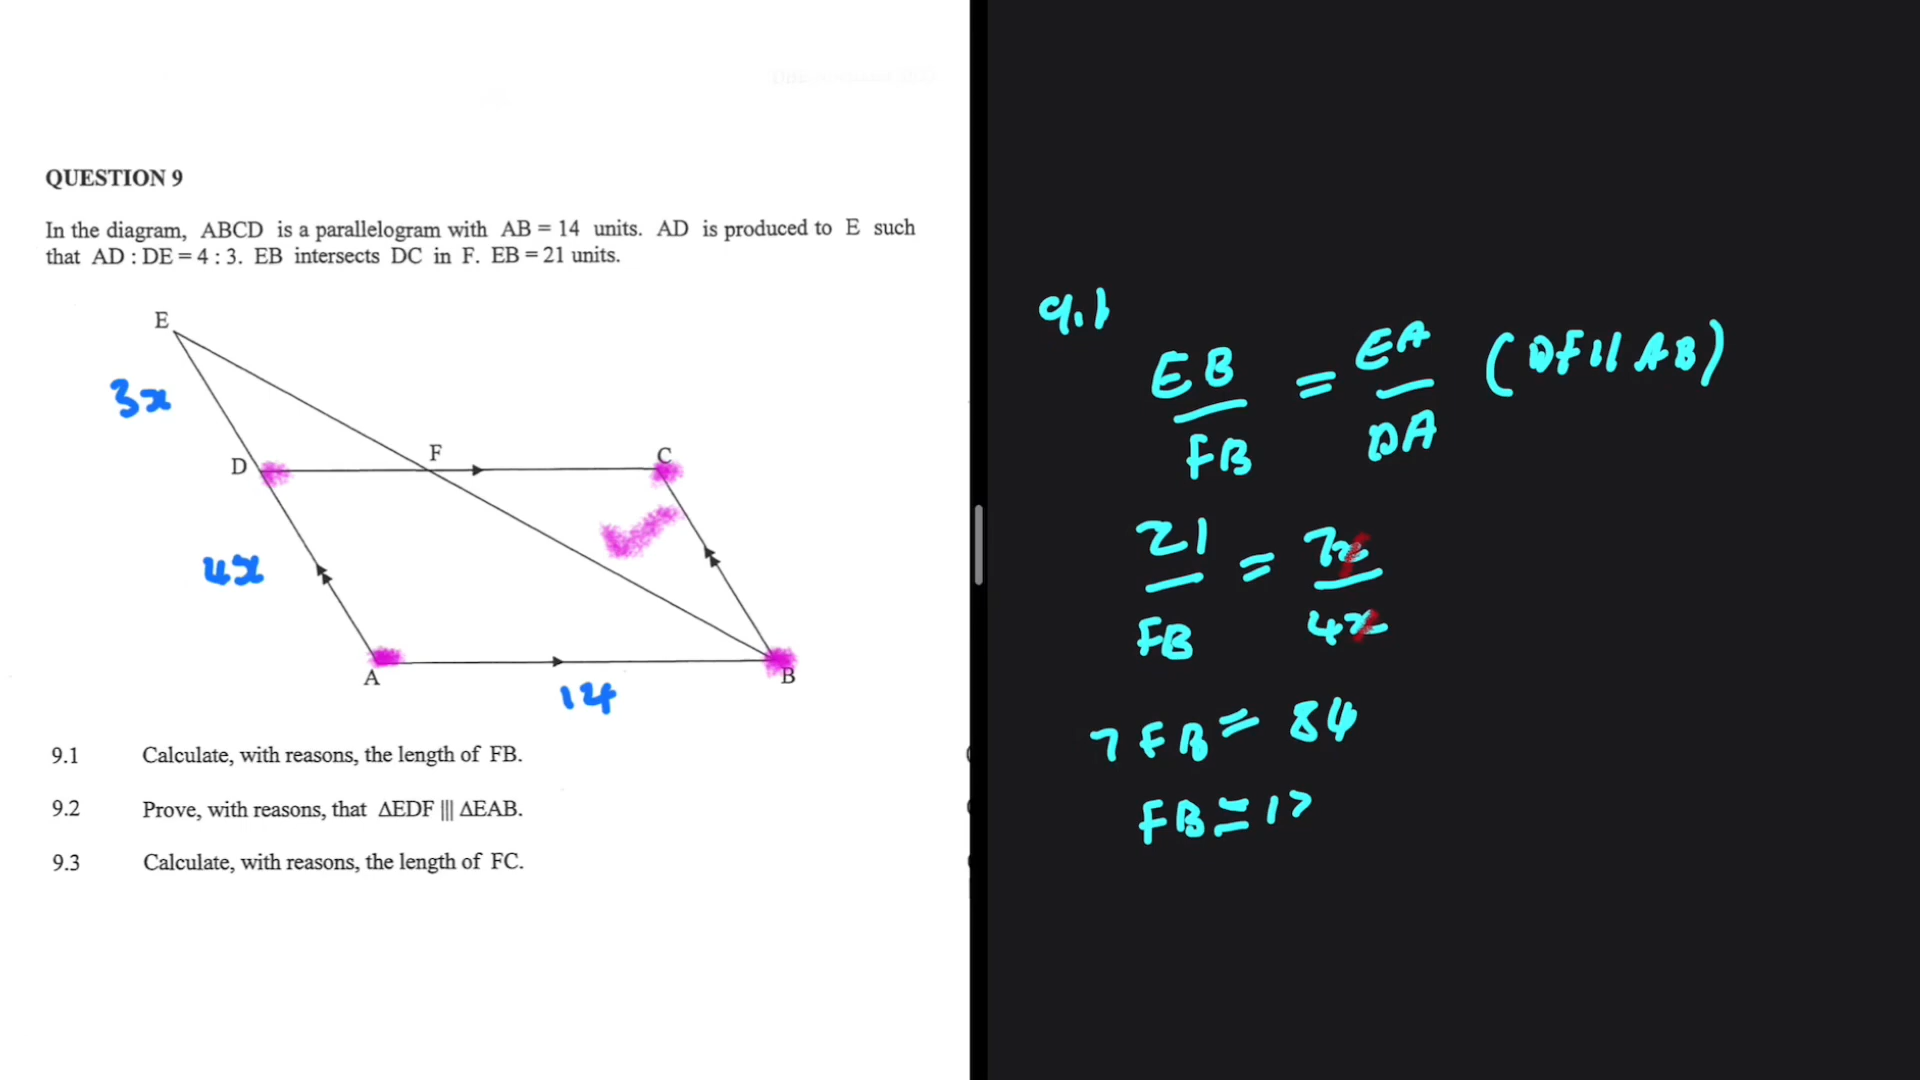 QUESTION 9
In the diagram, ABCD is a parallelogram with AB = 14 units. AD is produced to E such
that AD : DE = 4 : 3. EB intersects DC in F. EB = 21 units.
E
3x
D
F
C
4x
A
B
14
9.1 Calculate, with reasons, the length of FB.
9.2 Prove, with reasons, that ΔEDF ||| ΔEAB.
9.3 Calculate, with reasons, the length of FC.
9.1
EB/FB = EA/DA (DF || AB)
21/FB = 7x/4x
7FB = 84
FB = 12